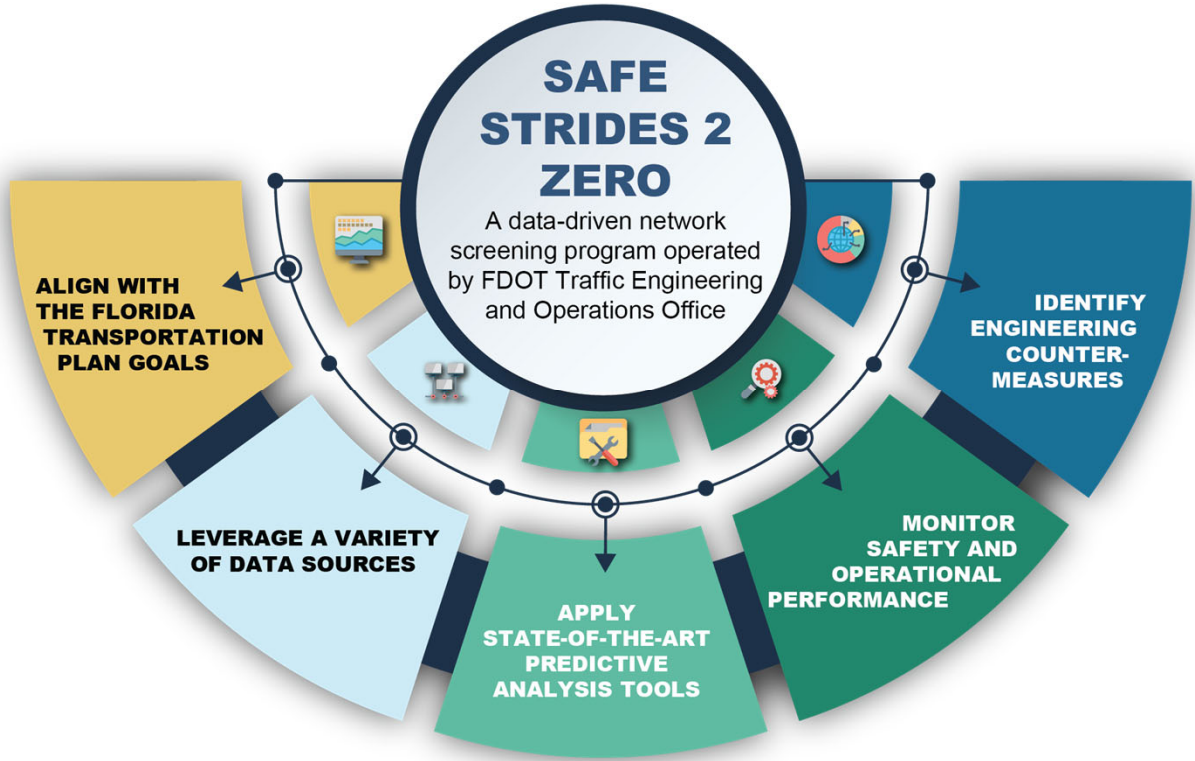 SAFE
STRIDES 2
ZERO
A data-driven network
screening program operated
by FDOT Traffic Engineering
and Operations Office
ALIGN WITH
THE FLORIDA
TRANSPORTATION
PLAN GOALS
LEVERAGE A VARIETY
OF DATA SOURCES
APPLY
STATE-OF-THE-ART
PREDICTIVE
ANALYSIS TOOLS
MONITOR
SAFETY AND
OPERATIONAL
PERFORMANCE
IDENTIFY
ENGINEERING
COUNTER-
MEASURES